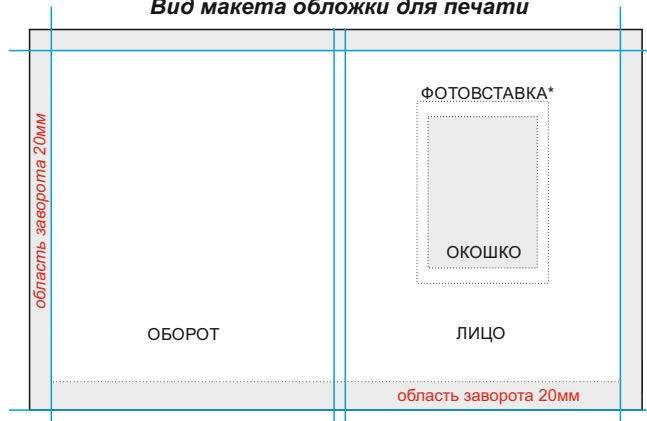 Вид макета обложки для печати
ФОТОВСТАВКА*
область заворота 20мм
ОКОШКО
ОБОРОТ
ЛИЦО
область заворота 20мм